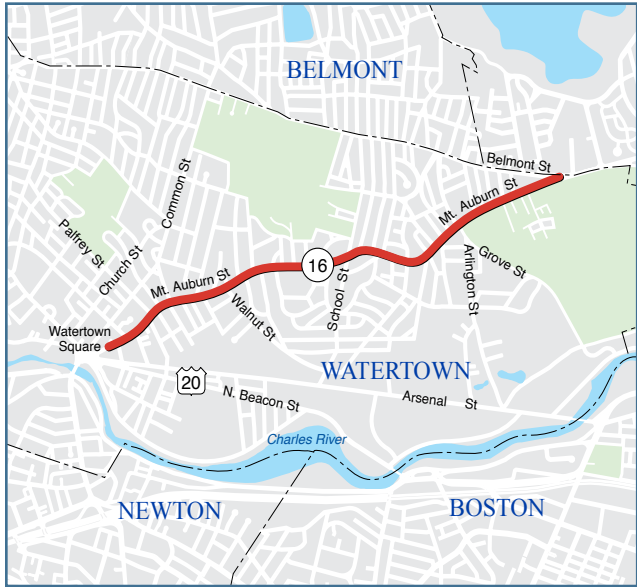 BELMONT
Belmont St
Mt. Auburn St
Common St
Palfrey St
Church St
Grove St
Arlington St
16
Mt. Auburn St
School St
Walnut St
Watertown
Square
WATERTOWN
20
N. Beacon St
Arsenal St
Charles River
NEWTON
BOSTON